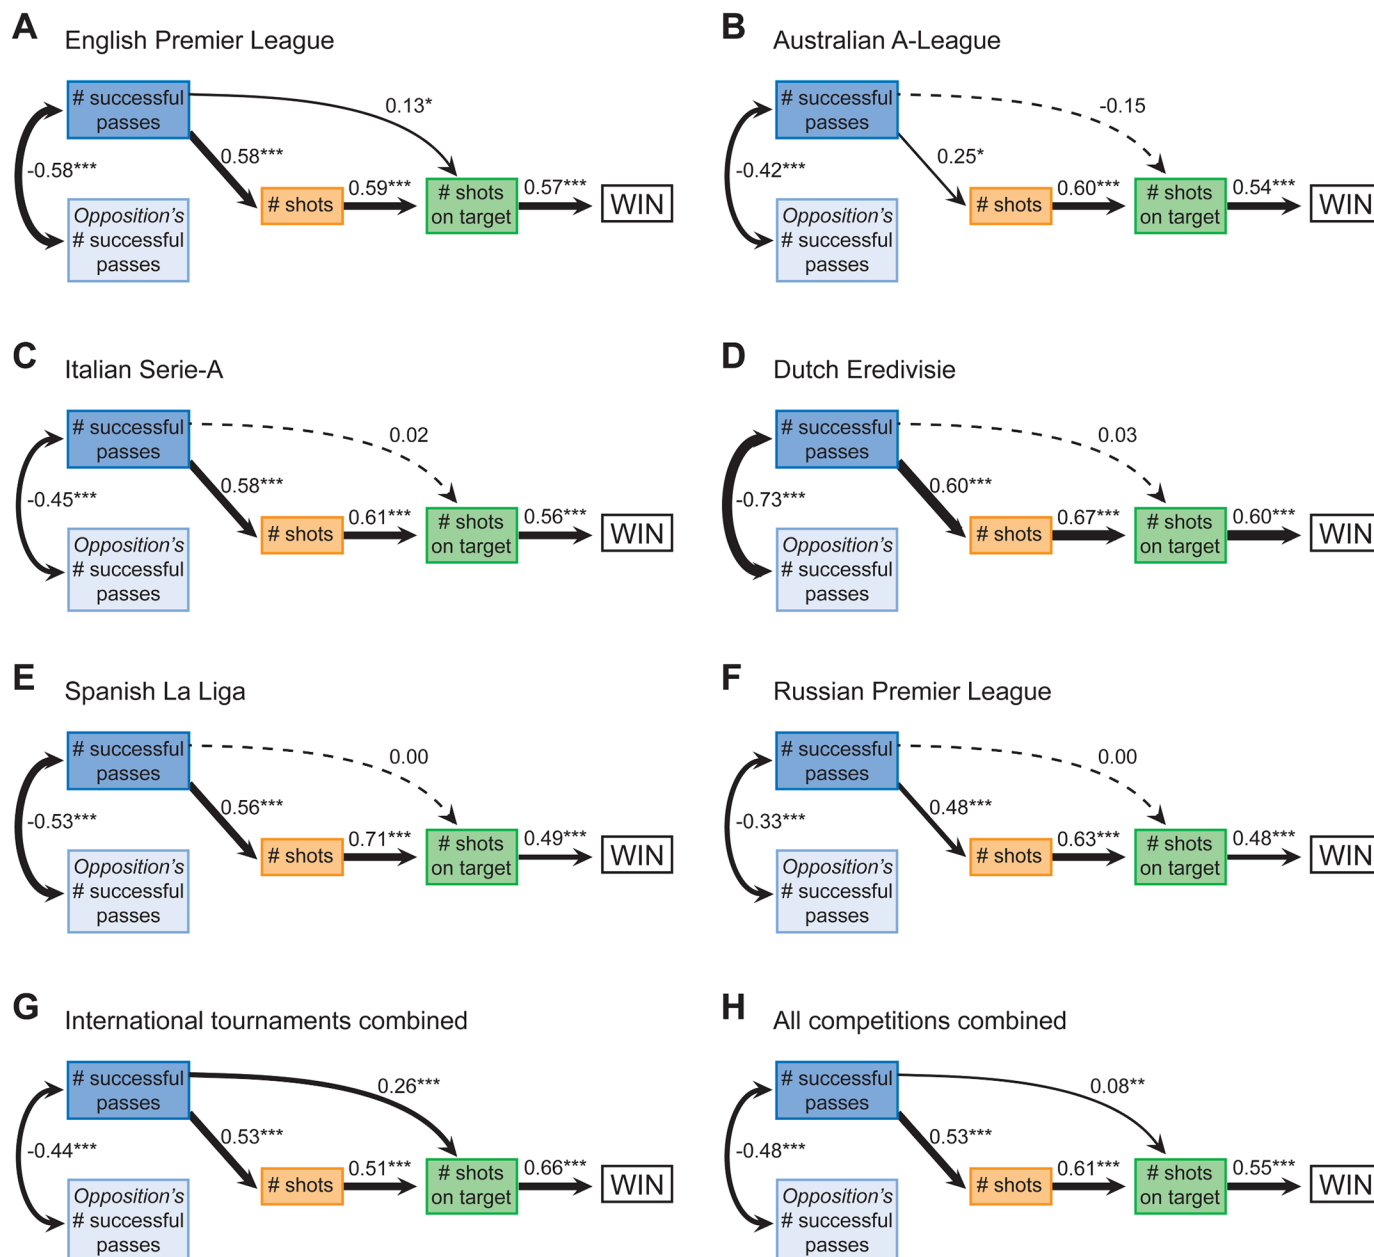 A English Premier League
# successful
passes
0.13*
-0.58***
0.58***
0.59***
0.57***
# shots
# shots
on target
WIN
Opposition's
# successful
passes
B Australian A-League
# successful
passes
-0.15
-0.42***
0.25*
0.60***
0.54***
# shots
# shots
on target
WIN
Opposition's
# successful
passes
C Italian Serie-A
# successful
passes
0.02
-0.45***
0.58***
0.61***
0.56***
# shots
# shots
on target
WIN
Opposition's
# successful
passes
D Dutch Eredivisie
# successful
passes
0.03
-0.73***
0.60***
0.67***
0.60***
# shots
# shots
on target
WIN
Opposition's
# successful
passes
E Spanish La Liga
# successful
passes
0.00
-0.53***
0.56***
0.71***
0.49***
# shots
# shots
on target
WIN
Opposition's
# successful
passes
F Russian Premier League
# successful
passes
0.00
-0.33***
0.48***
0.63***
0.48***
# shots
# shots
on target
WIN
Opposition's
# successful
passes
G International tournaments combined
# successful
passes
0.26***
-0.44***
0.53***
0.51***
0.66***
# shots
# shots
on target
WIN
Opposition's
# successful
passes
H All competitions combined
# successful
passes
0.08**
-0.48***
0.53***
0.61***
0.55***
# shots
# shots
on target
WIN
Opposition's
# successful
passes